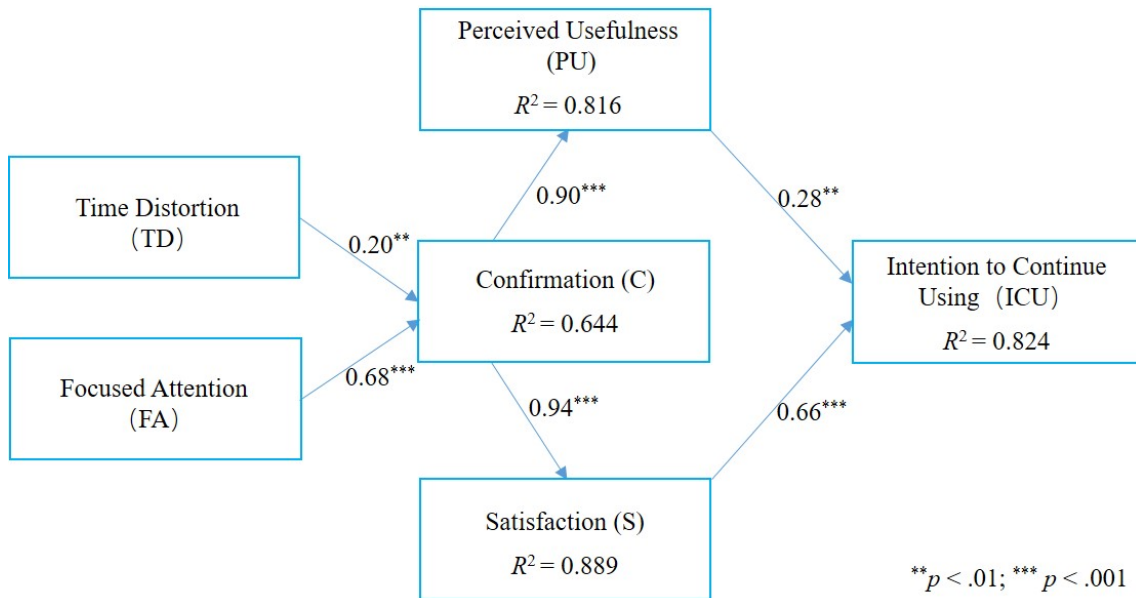 Perceived Usefulness
(PU)
R² = 0.816
Time Distortion
（TD）
0.90***
0.28**
0.20**
Confirmation (C)
R² = 0.644
Intention to Continue
Using（ICU）
R² = 0.824
Focused Attention
(FA）
0.68***
0.94***
0.66***
Satisfaction (S)
R² = 0.889
**p < .01; *** p < .001